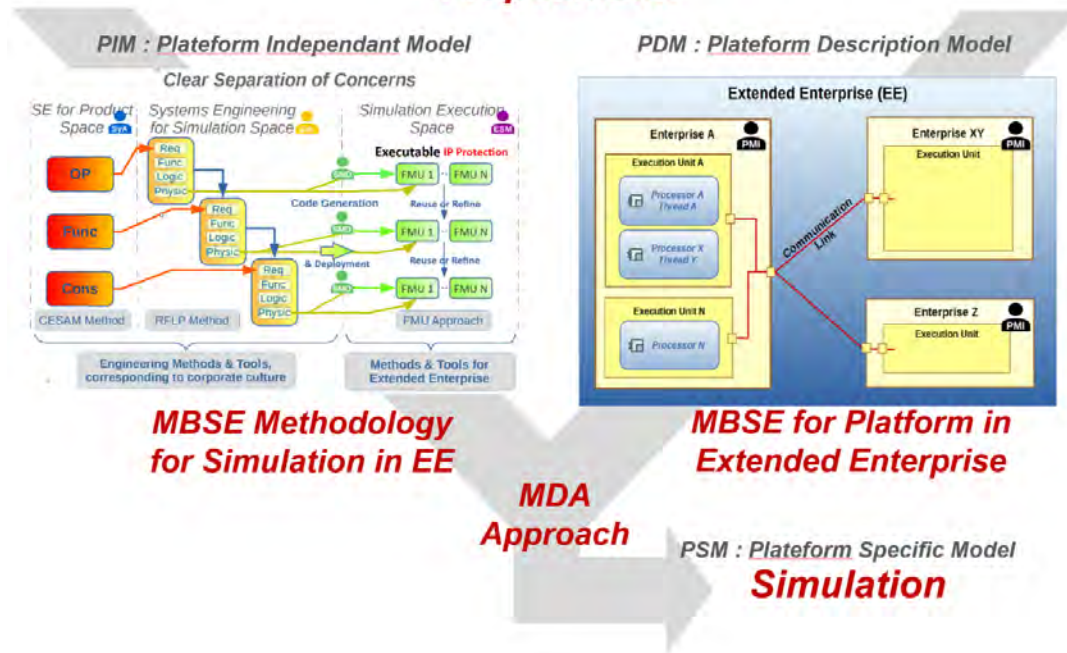 PIM : Plateform Independant Model
Clear Separation of Concerns
SE for Product Space
SyA
Systems Engineering for Simulation Space
Simulation Execution Space
ESM
OP
Func
Cons
Req
Func
Logic
Physic
Req
Func
Logic
Physic
Req
Func
Logic
Physic
SMD
SMD
SMD
Code Generation
& Deployment
Executable IP Protection
FMU 1
FMU N
Reuse or Refine
FMU 1
FMU N
Reuse or Refine
FMU 1
FMU N
CESAM Method
RFLP Method
FMU Approach
Engineering Methods & Tools,
corresponding to corporate culture
Methods & Tools for
Extended Enterprise
MBSE Methodology
for Simulation in EE
PDM : Plateform Description Model
Extended Enterprise (EE)
Enterprise A
PMI
Execution Unit A
Processor A
Thread A
Processor X
Thread Y
Execution Unit N
Processor N
Communication
Link
Enterprise XY
PMI
Execution Unit
Enterprise Z
PMI
Execution Unit
MBSE for Platform in
Extended Enterprise
MDA
Approach
PSM : Plateform Specific Model
Simulation